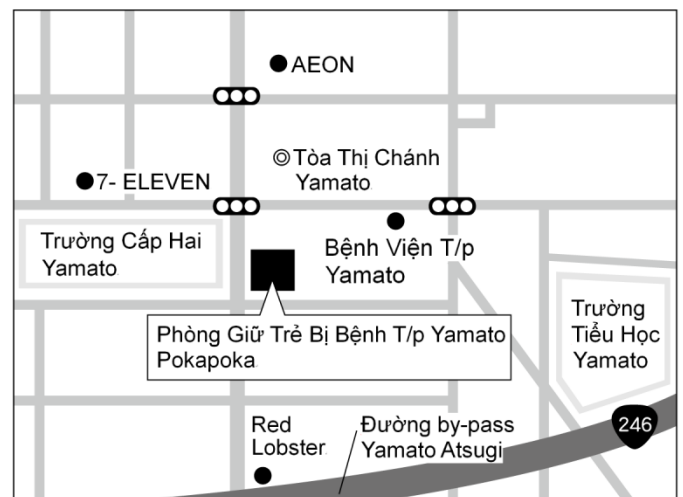 AEON
Tòa Thị Chánh
Yamato
7- ELEVEN
Trường Cấp Hai
Yamato
Bệnh Viện T/p
Yamato
Phòng Giữ Trẻ Bị Bệnh T/p Yamato
Pokapoka
Trường
Tiểu Học
Yamato
Red
Lobster
Đường by-pass
Yamato Atsugi
246